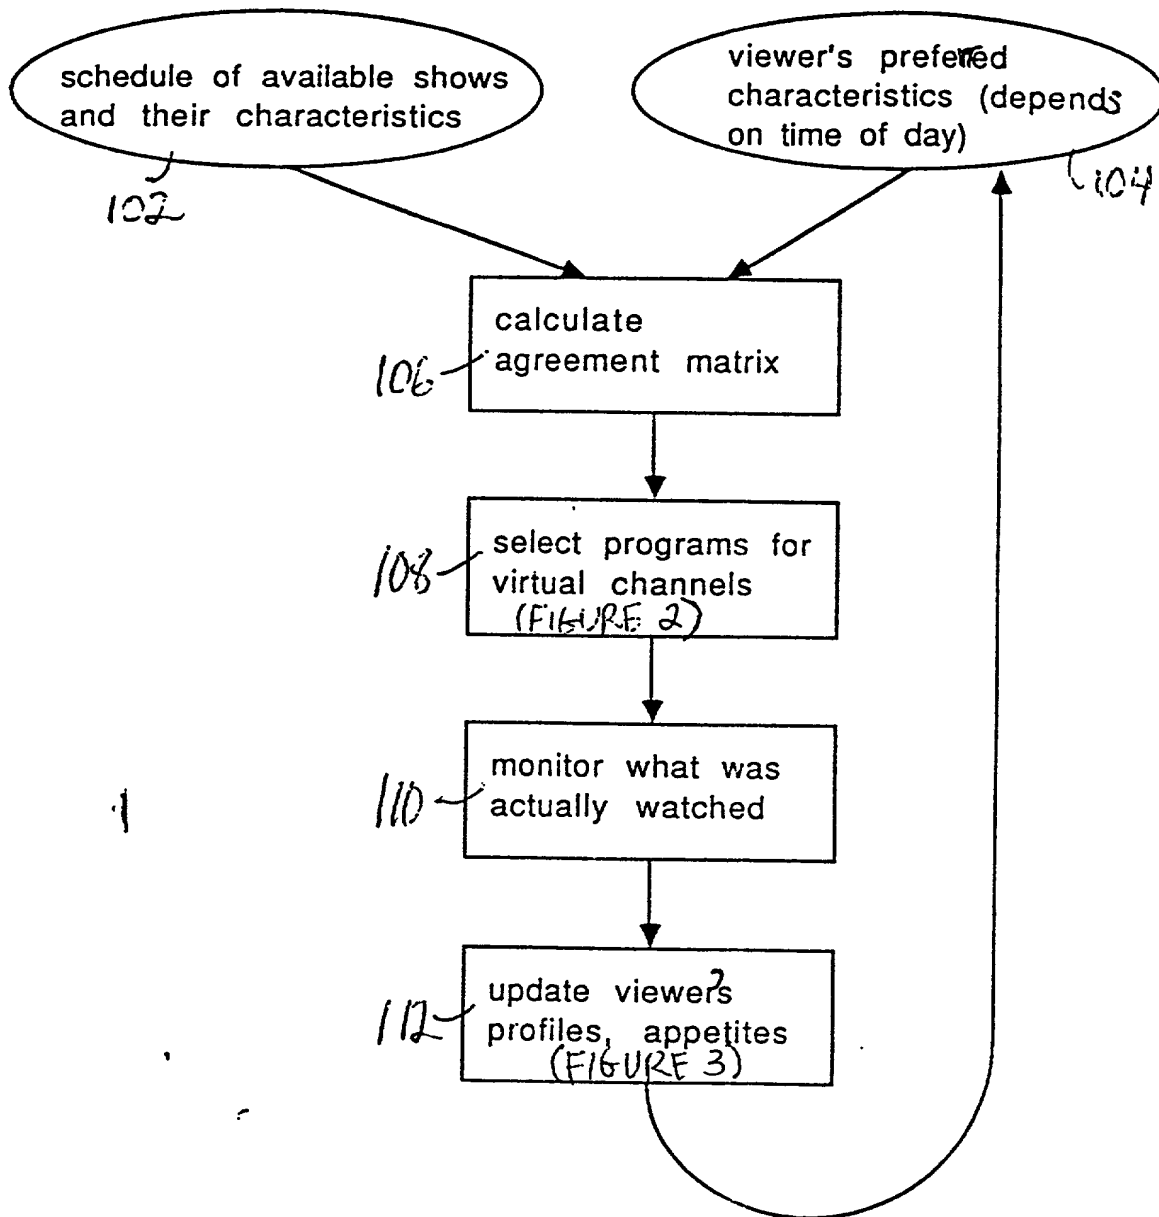 schedule of available shows
and their characteristics
102
viewer's preferred
characteristics (depends
on time of day)
104
calculate
agreement matrix
106
select programs for
virtual channels
(FIGURE 2)
108
monitor what was
actually watched
110
update viewer's
profiles, appetites
(FIGURE 3)
112